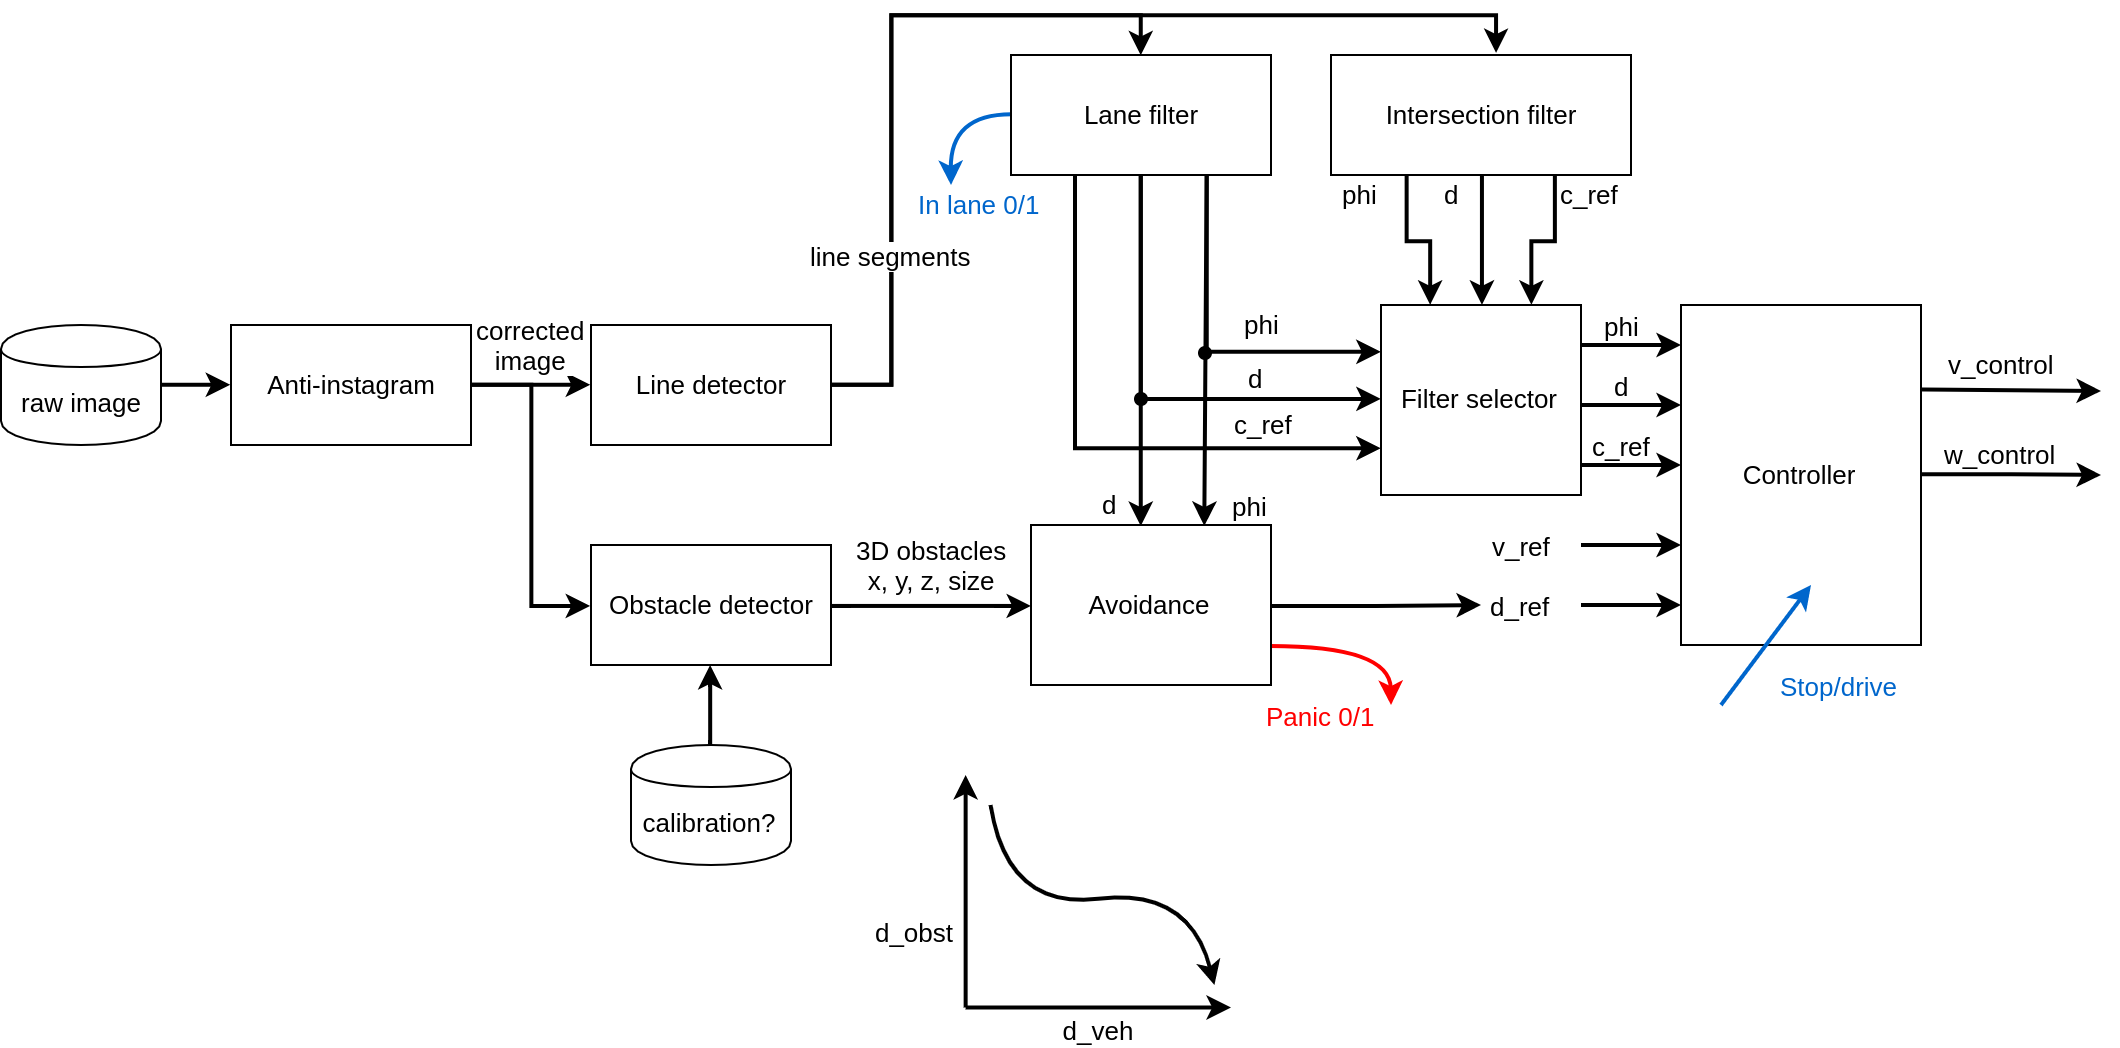 Lane filter
Intersection filter
In lane 0/1
phi
d
c_ref
line segments
raw image
Anti-instagram
corrected
image
Line detector
phi
d
c_ref
Filter selector
phi
d
c_ref
Controller
v_control
w_control
d
phi
Obstacle detector
3D obstacles
x, y, z, size
Avoidance
v_ref
d_ref
Panic 0/1
Stop/drive
calibration?
d_obst
d_veh